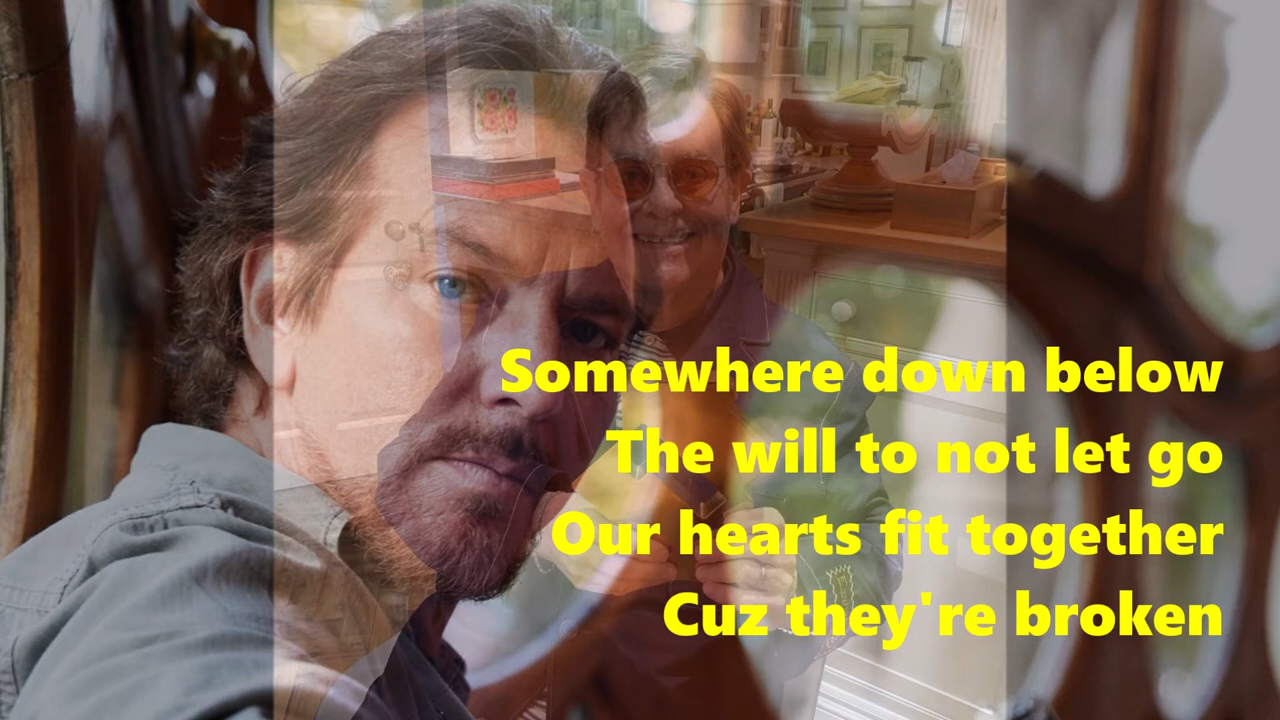 Somewhere down below
The will to not let go
Our hearts fit together
Cuz they're broken